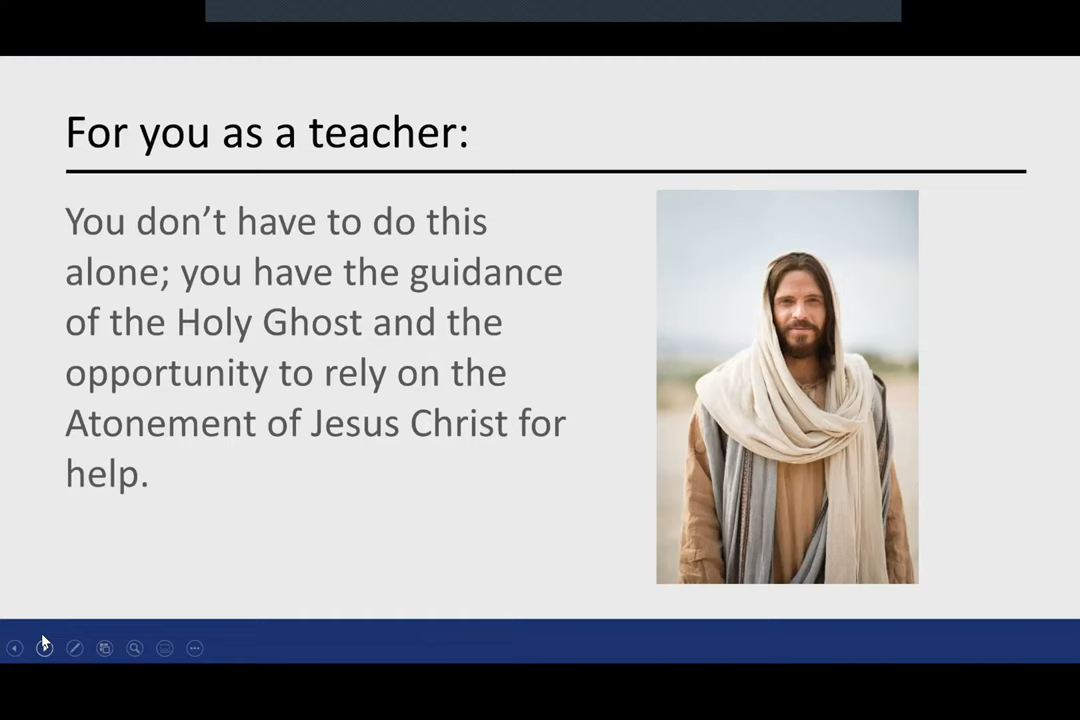 For you as a teacher:
You don’t have to do this
alone; you have the guidance
of the Holy Ghost and the
opportunity to rely on the
Atonement of Jesus Christ for
help.